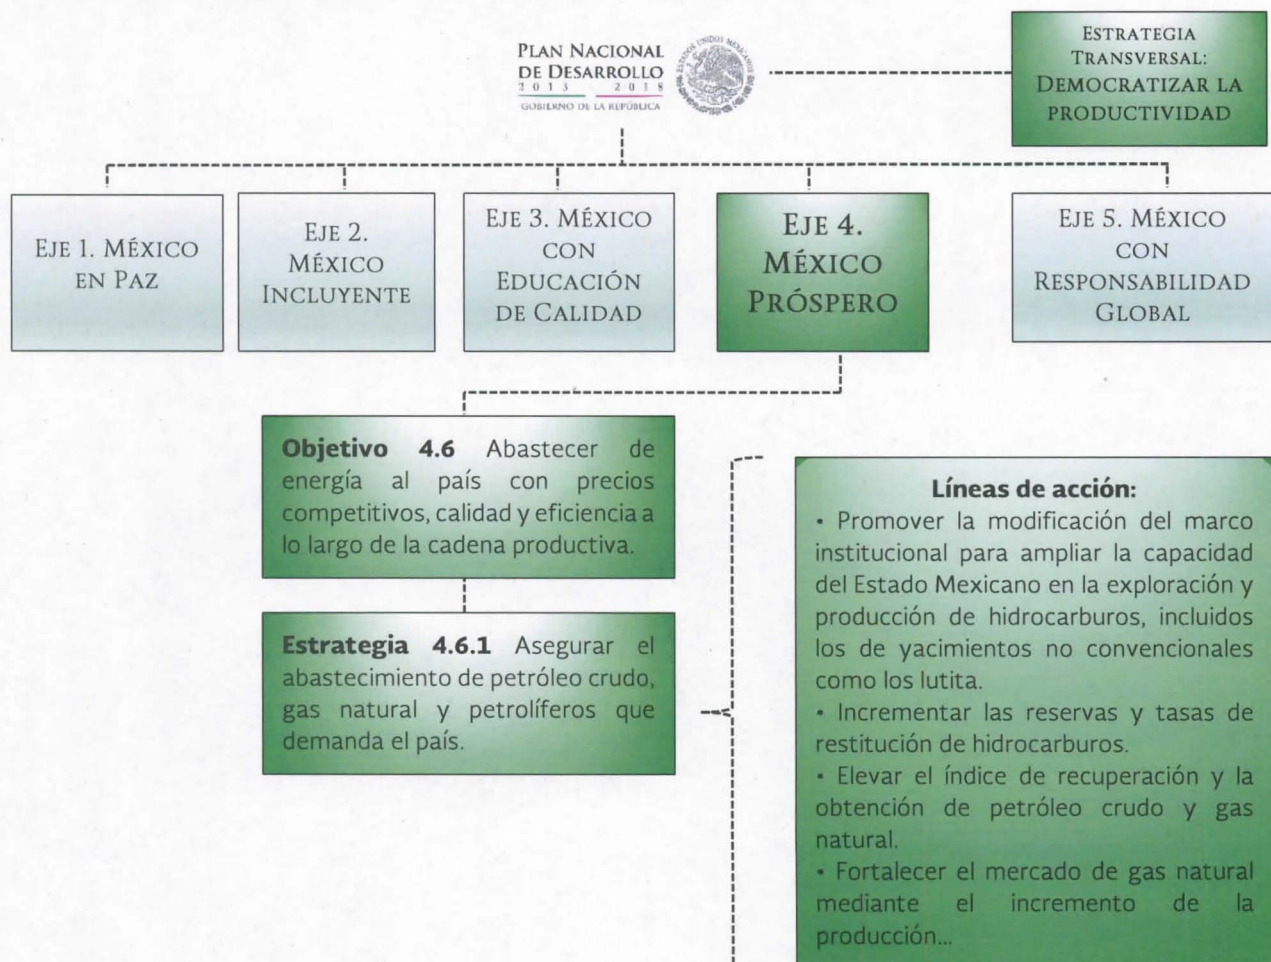 PLAN NACIONAL
DE DESARROLLO
2013 2018
GOBIERNO DE LA REPÚBLICA
ESTADOS UNIDOS MEXICANOS
ESTRATEGIA
TRANSVERSAL:
DEMOCRATIZAR LA
PRODUCTIVIDAD
EJE 1. MÉXICO
EN PAZ
EJE 2.
MÉXICO
INCLUYENTE
EJE 3. MÉXICO
CON
EDUCACIÓN
DE CALIDAD
EJE 4.
MÉXICO
PRÓSPERO
EJE 5. MÉXICO
CON
RESPONSABILIDAD
GLOBAL
Objetivo 4.6 Abastecer de
energía al país con precios
competitivos, calidad y eficiencia a
lo largo de la cadena productiva.
Estrategia 4.6.1 Asegurar el
abastecimiento de petróleo crudo,
gas natural y petrolíferos que
demanda el país.
Líneas de acción:
• Promover la modificación del marco
institucional para ampliar la capacidad
del Estado Mexicano en la exploración y
producción de hidrocarburos, incluidos
los de yacimientos no convencionales
como los lutita.
• Incrementar las reservas y tasas de
restitución de hidrocarburos.
• Elevar el índice de recuperación y la
obtención de petróleo crudo y gas
natural.
• Fortalecer el mercado de gas natural
mediante el incremento de la
producción...